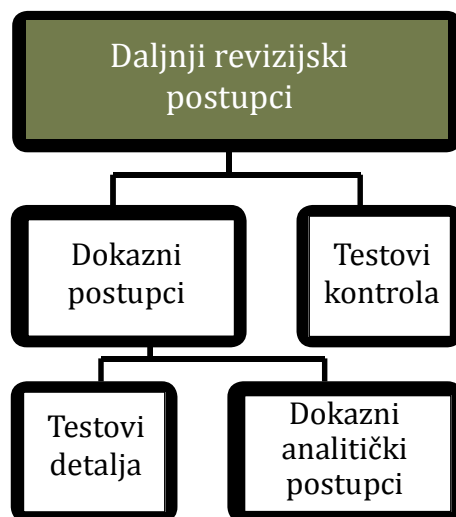 Daljnji revizijski
postupci
Dokazni
postupci
Testovi
kontrola
Testovi
detalja
Dokazni
analitički
postupci